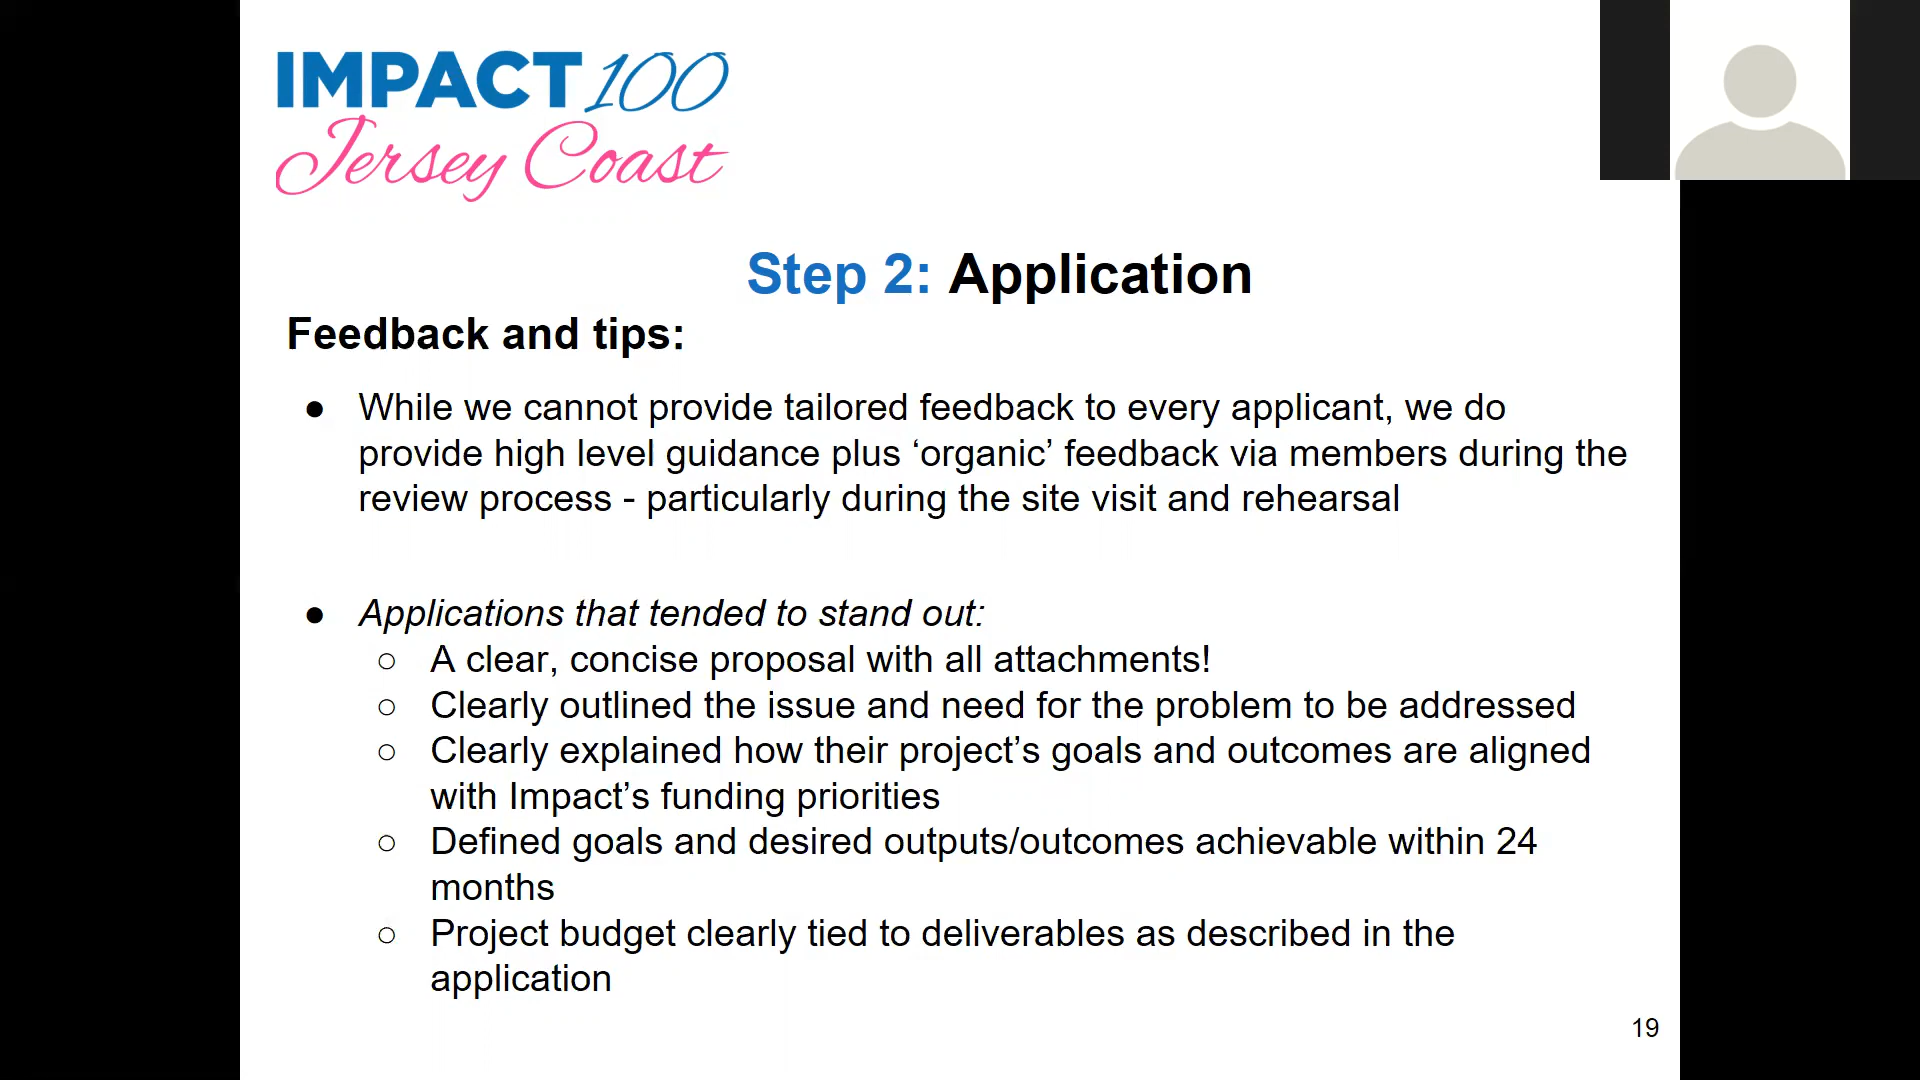 IMPACT 100
Jersey Coast
Step 2: Application
Feedback and tips:
● While we cannot provide tailored feedback to every applicant, we do
provide high level guidance plus ‘organic’ feedback via members during the
review process - particularly during the site visit and rehearsal
● Applications that tended to stand out:
○ A clear, concise proposal with all attachments!
○ Clearly outlined the issue and need for the problem to be addressed
○ Clearly explained how their project’s goals and outcomes are aligned
with Impact’s funding priorities
○ Defined goals and desired outputs/outcomes achievable within 24
months
○ Project budget clearly tied to deliverables as described in the
application
19